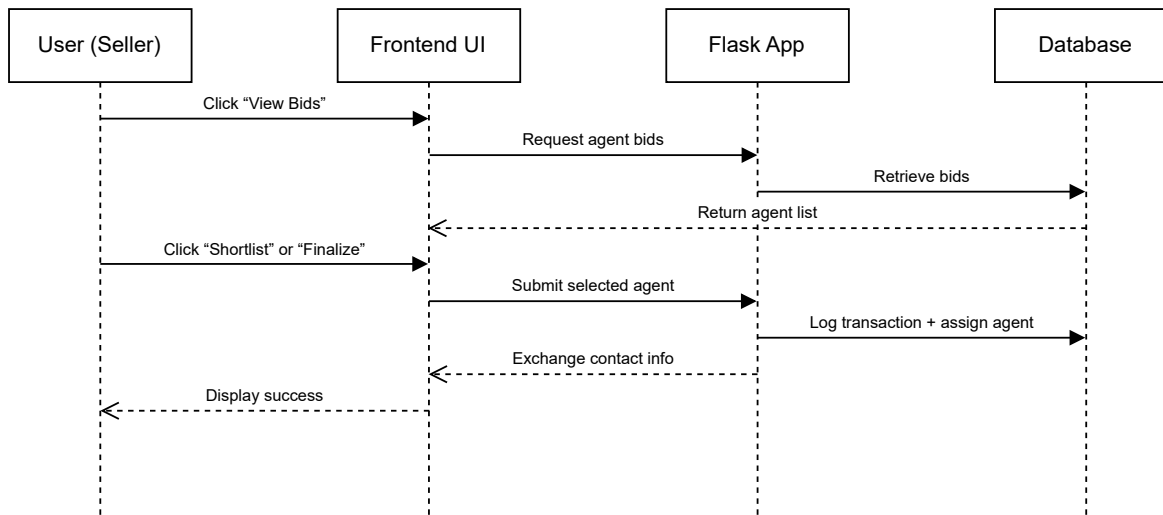 User (Seller)
Frontend UI
Flask App
Database
Click “View Bids”
Request agent bids
Retrieve bids
Return agent list
Click “Shortlist” or “Finalize”
Submit selected agent
Log transaction + assign agent
Exchange contact info
Display success